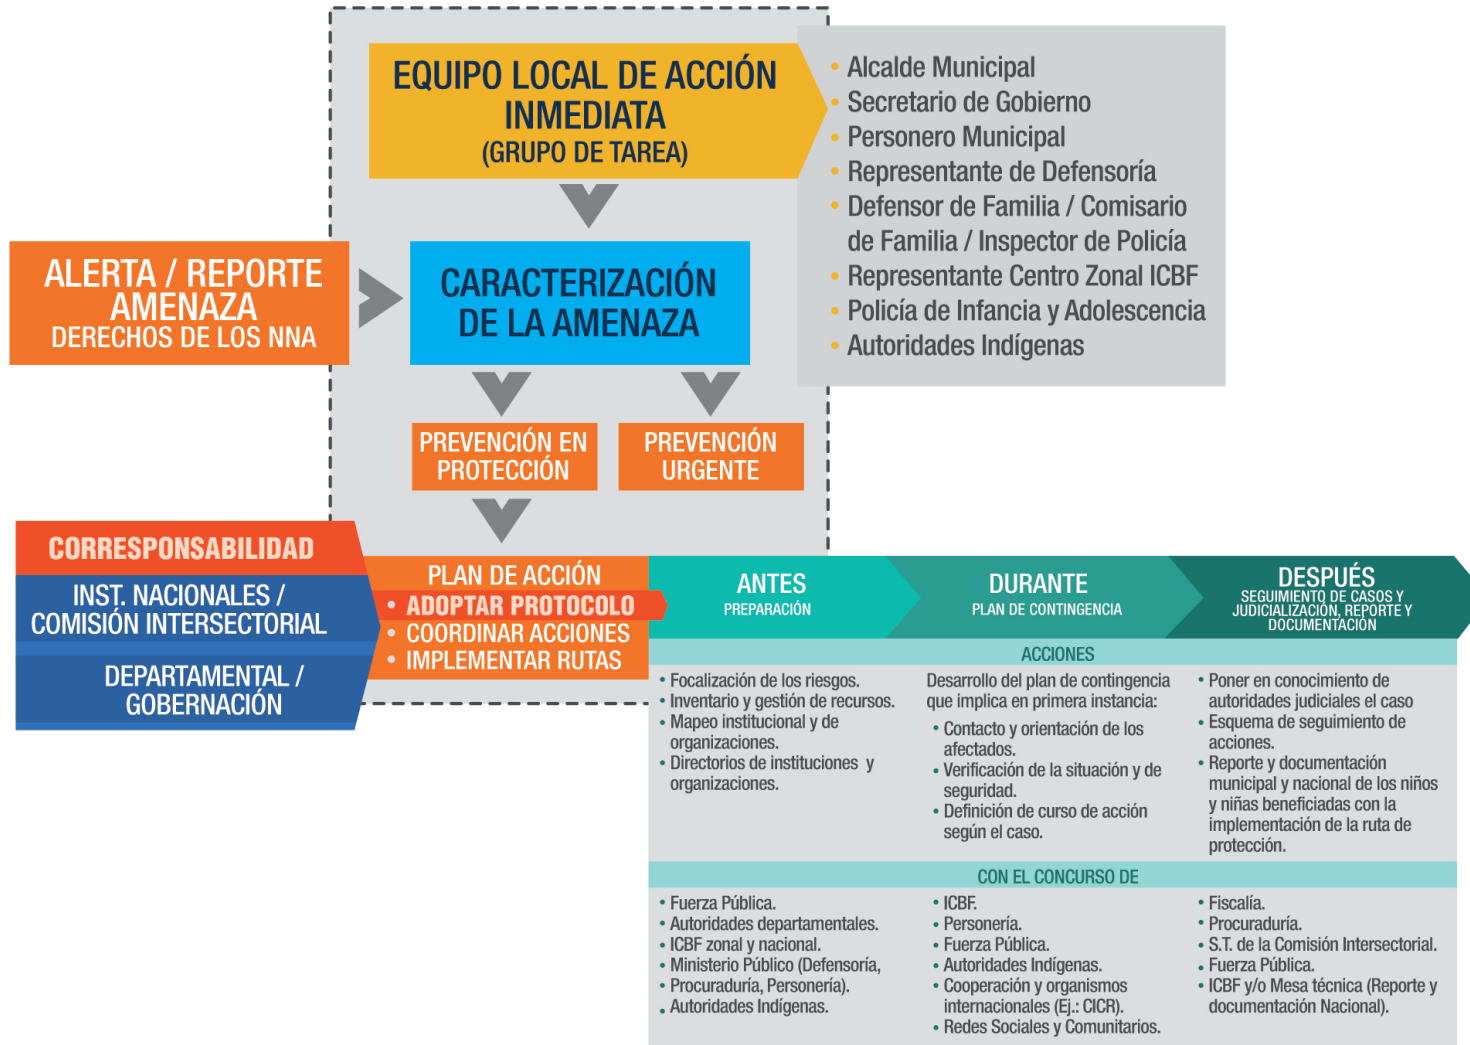 EQUIPO LOCAL DE ACCIÓN
INMEDIATA
(GRUPO DE TAREA)
• Alcalde Municipal
• Secretario de Gobierno
• Personero Municipal
• Representante de Defensoría
• Defensor de Familia / Comisario
de Familia / Inspector de Policía
• Representante Centro Zonal ICBF
• Policía de Infancia y Adolescencia
• Autoridades Indígenas
ALERTA / REPORTE
AMENAZA
DERECHOS DE LOS NNA
CARACTERIZACIÓN
DE LA AMENAZA
PREVENCIÓN EN
PROTECCIÓN
PREVENCIÓN
URGENTE
CORRESPONSABILIDAD
INST. NACIONALES /
COMISIÓN INTERSECTORIAL
DEPARTAMENTAL /
GOBERNACIÓN
PLAN DE ACCIÓN
• ADOPTAR PROTOCOLO
• COORDINAR ACCIONES
• IMPLEMENTAR RUTAS
ANTES
PREPARACIÓN
DURANTE
PLAN DE CONTINGENCIA
DESPUÉS
SEGUIMIENTO DE CASOS Y
JUDICIALIZACIÓN, REPORTE Y
DOCUMENTACIÓN
ACCIONES
• Focalización de los riesgos.
• Inventario y gestión de recursos.
• Mapeo institucional y de
organizaciones.
• Directorios de instituciones y
organizaciones.
Desarrollo del plan de contingencia
que implica en primera instancia:
• Contacto y orientación de los
afectados.
• Verificación de la situación y de
seguridad.
• Definición de curso de acción
según el caso.
• Poner en conocimiento de
autoridades judiciales el caso
• Esquema de seguimiento de
acciones.
• Reporte y documentación
municipal y nacional de los niños
y niñas beneficiadas con la
implementación de la ruta de
protección.
CON EL CONCURSO DE
• Fuerza Pública.
• Autoridades departamentales.
• ICBF zonal y nacional.
• Ministerio Público (Defensoría,
• Procuraduría, Personería).
• Autoridades Indígenas.
• ICBF.
• Personería.
• Fuerza Pública.
• Autoridades Indígenas.
• Cooperación y organismos
internacionales (Ej.: CICR).
• Redes Sociales y Comunitarios.
• Fiscalía.
• Procuraduría.
• S.T. de la Comisión Intersectorial.
• Fuerza Pública.
• ICBF y/o Mesa técnica (Reporte y
documentación Nacional).